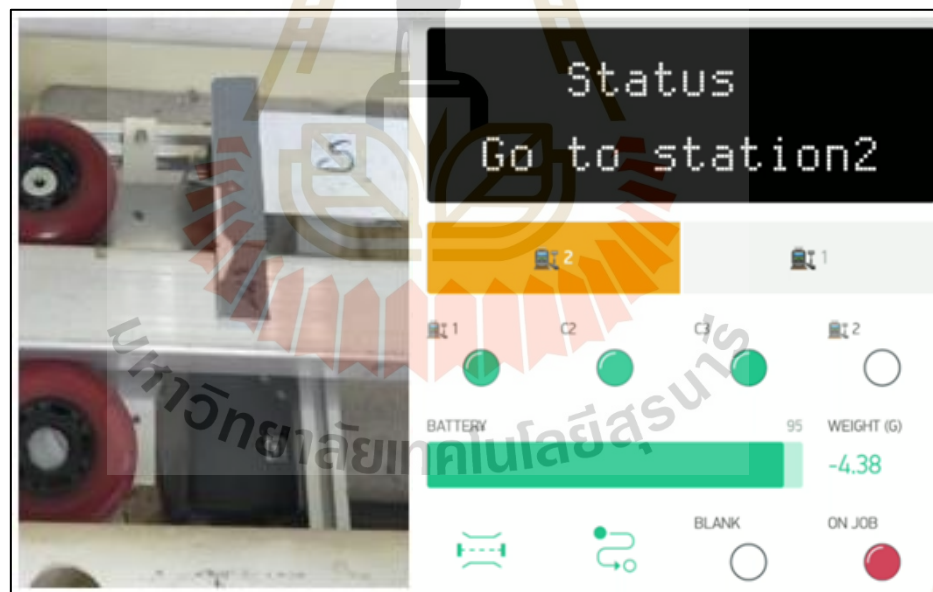 S
Status
Go to station2
2
1
1
C2
C3
2
BATTERY
95
WEIGHT (G)
-4.38
BLANK
ON JOB
มหาวิทยาลัยเทคโนโลยีสุรนารี